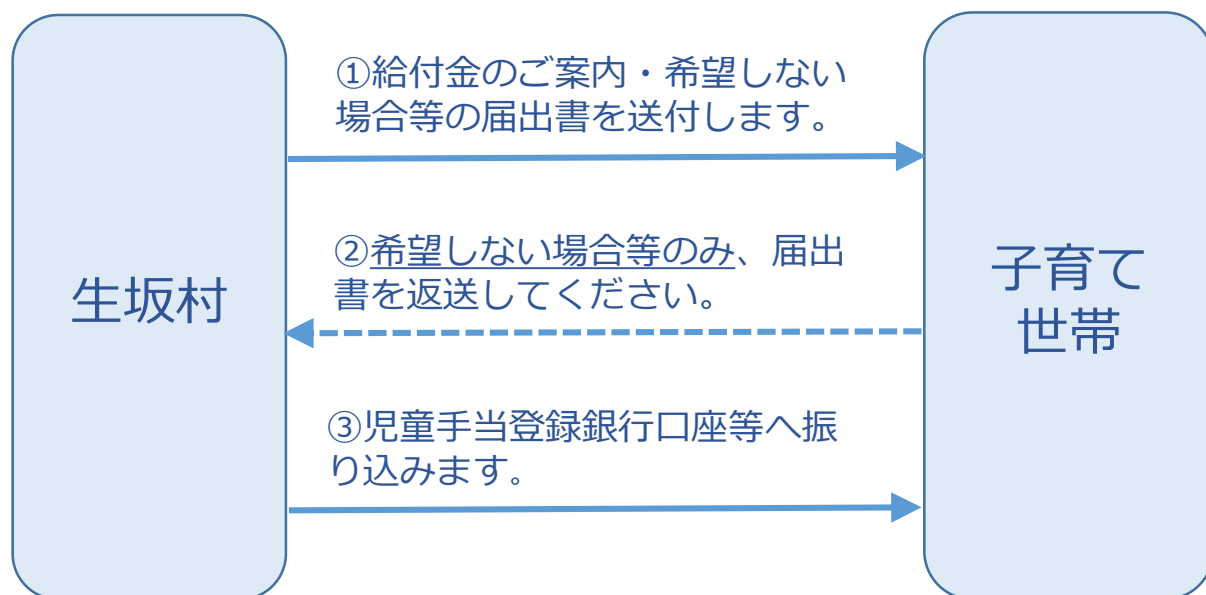 ①給付金のご案内・希望しない
場合等の届出書を送付します。
②希望しない場合等のみ、届出
書を返送してください。
生坂村
子育て
世帯
③児童手当登録銀行口座等へ振
り込みます。